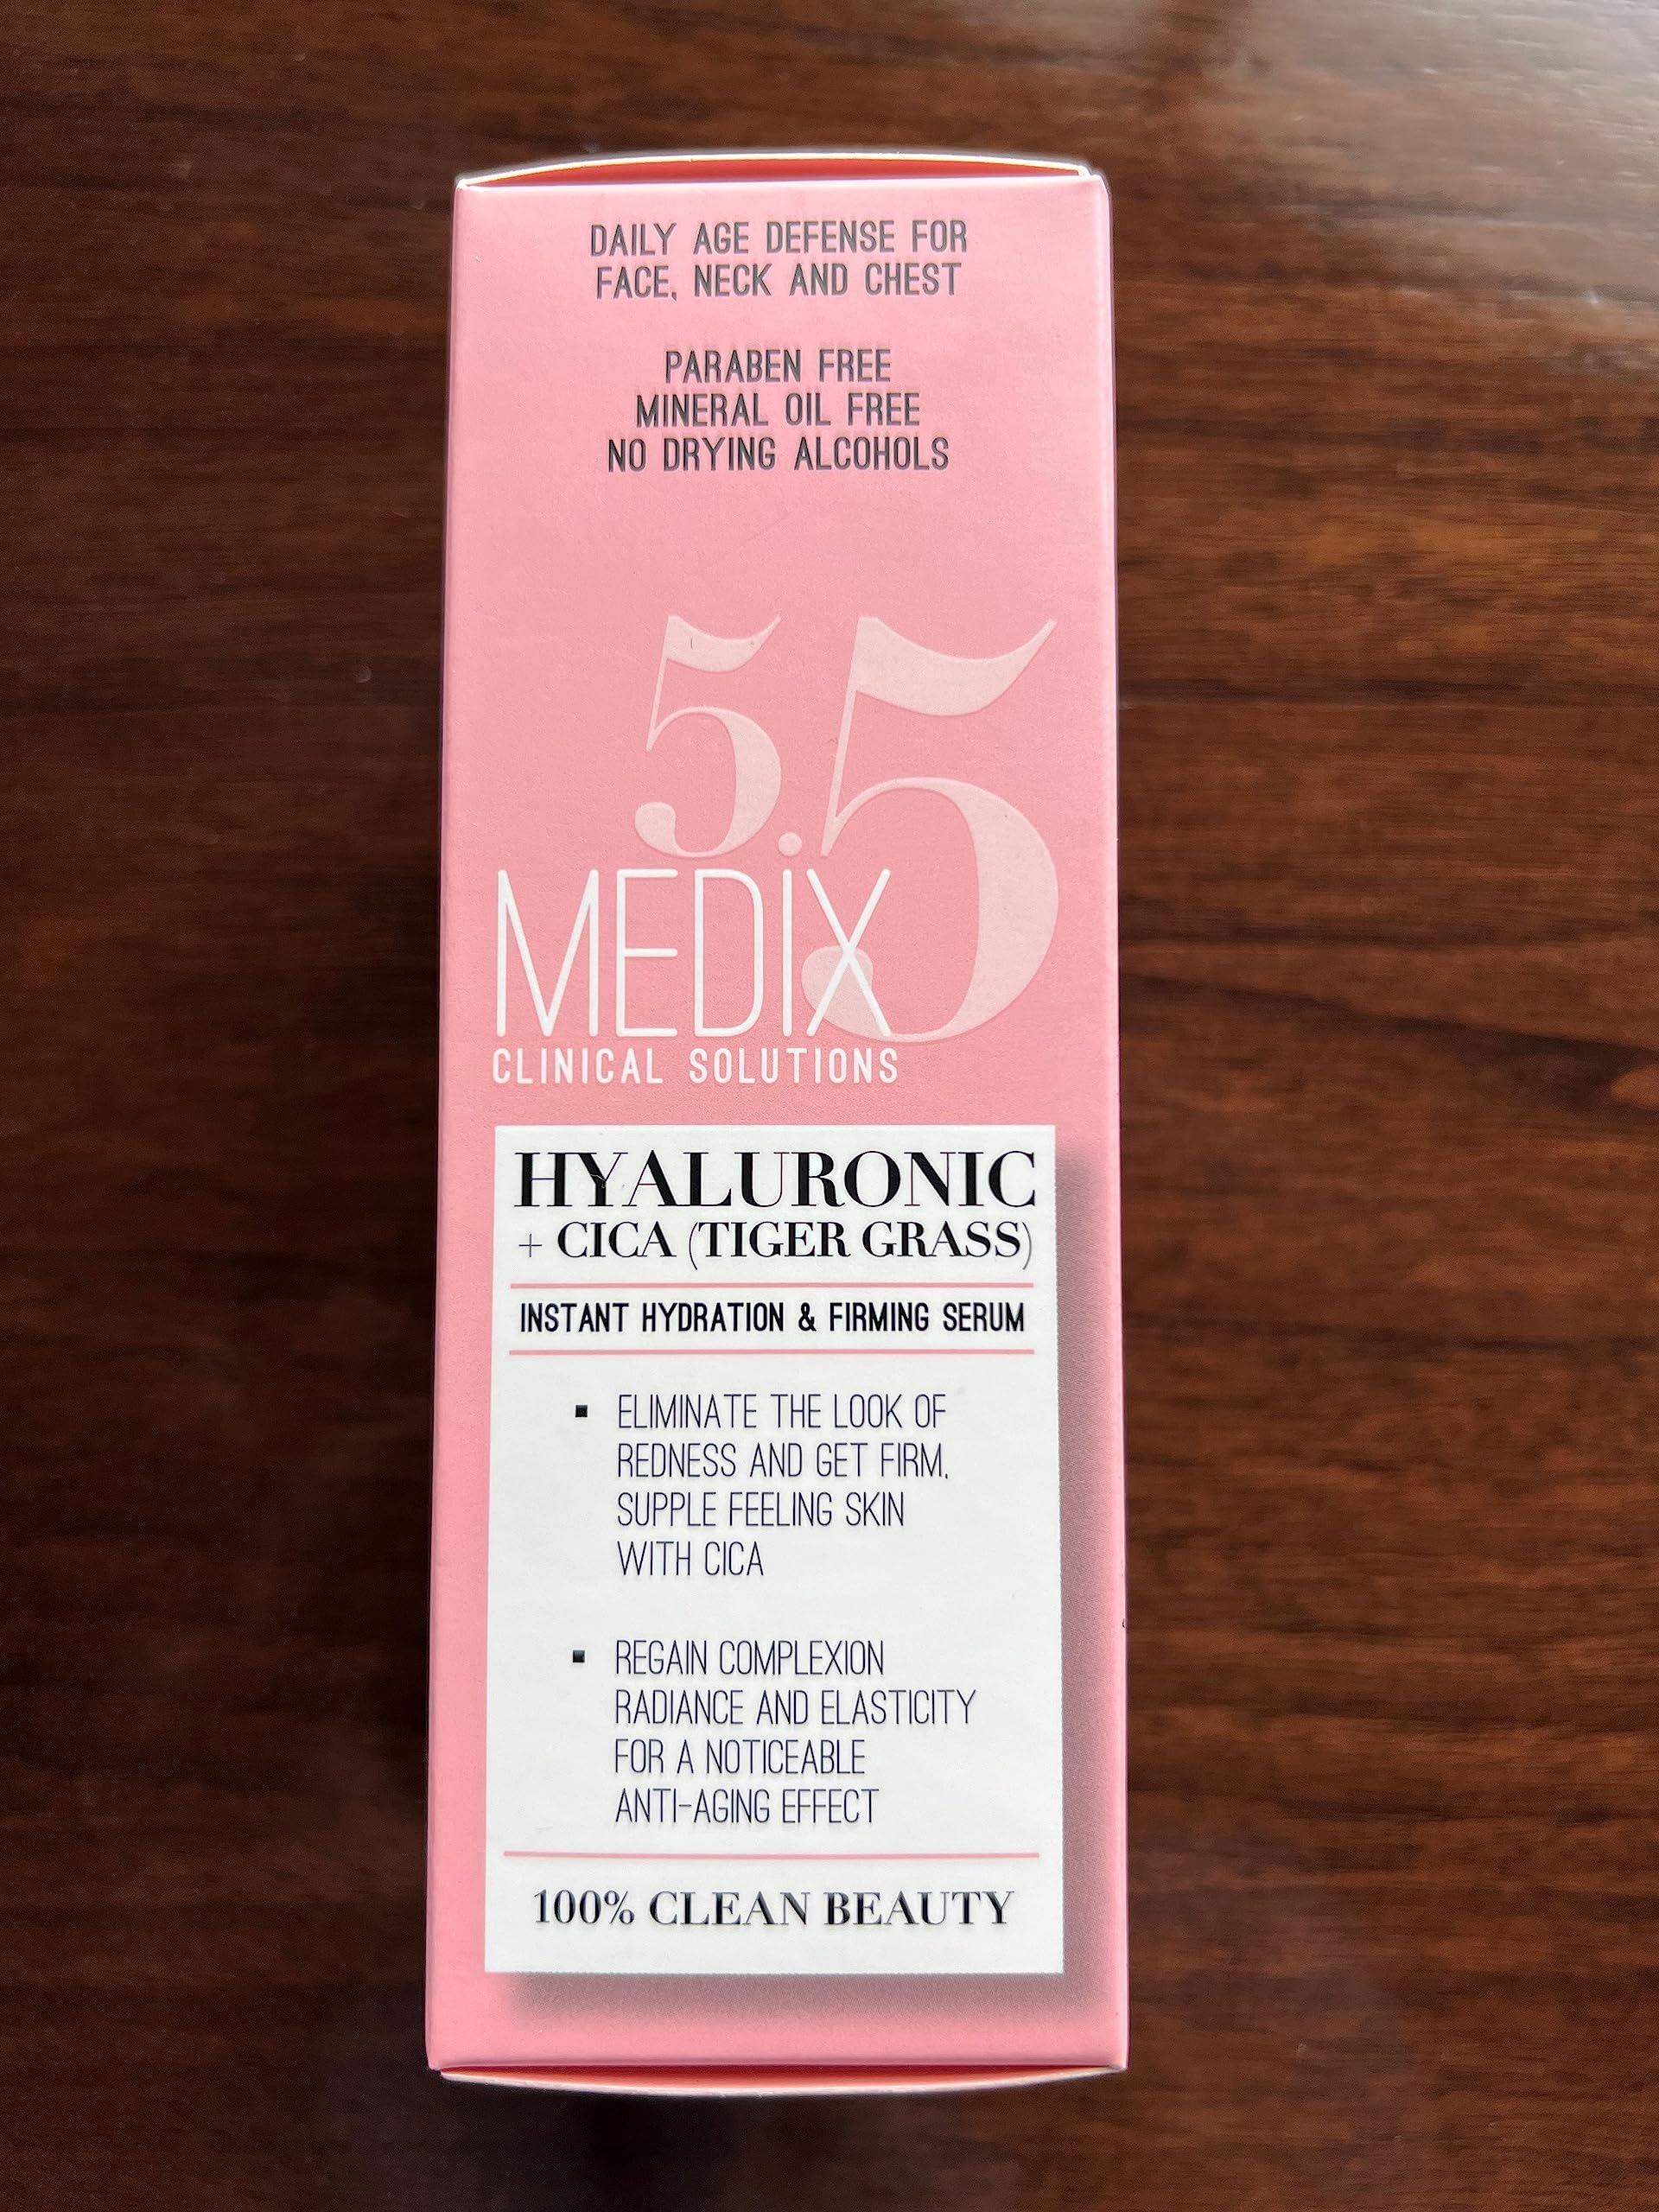 DAILY AGE DEFENSE FOR
FACE, NECK AND CHEST
PARABEN FREE
MINERAL OIL FREE
NO DRYING ALCOHOLS
5.5
MEDiX
CLINICAL SOLUTIONS
HYALURONIC
+ CICA (TIGER GRASS)
INSTANT HYDRATION & FIRMING SERUM
▪ ELIMINATE THE LOOK OF
REDNESS AND GET FIRM,
SUPPLE FEELING SKIN
WITH CICA
▪ REGAIN COMPLEXION
RADIANCE AND ELASTICITY
FOR A NOTICEABLE
ANTI-AGING EFFECT
100% CLEAN BEAUTY